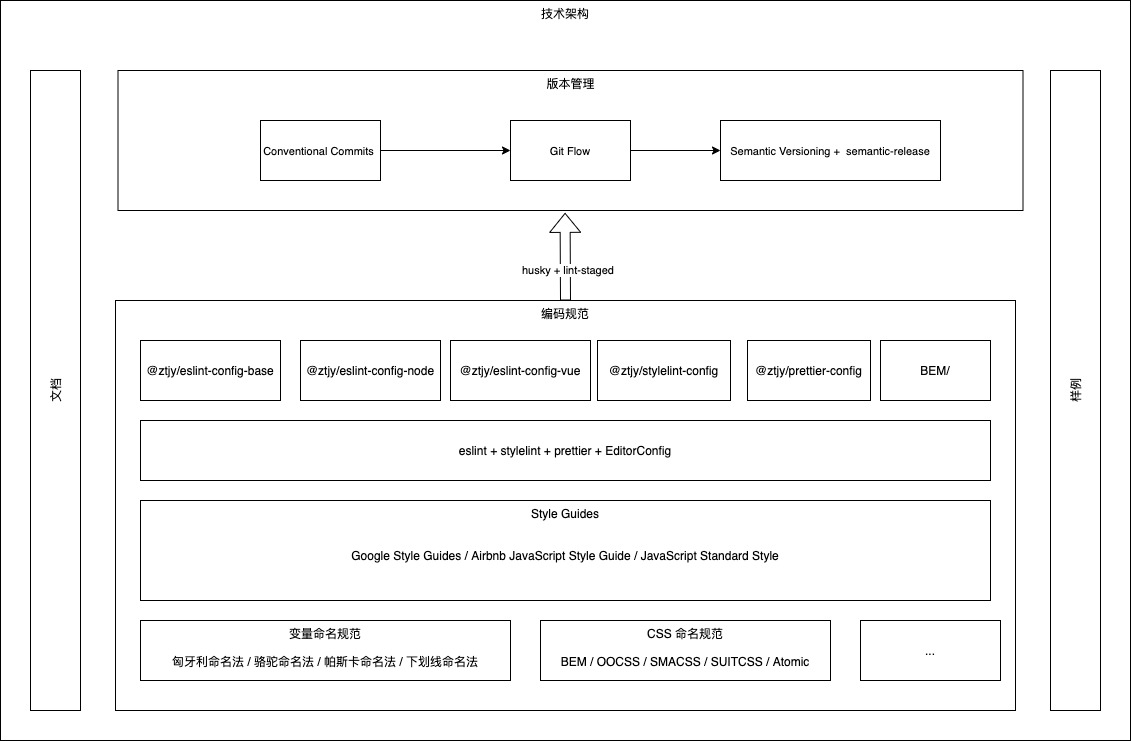 技术架构
版本管理
Conventional Commits
Git Flow
Semantic Versioning + semantic-release
husky + lint-staged
文档
样例
编码规范
@ztjy/eslint-config-base
@ztjy/eslint-config-node
@ztjy/eslint-config-vue
@ztjy/stylelint-config
@ztjy/prettier-config
BEM/
eslint + stylelint + prettier + EditorConfig
Style Guides
Google Style Guides / Airbnb JavaScript Style Guide / JavaScript Standard Style
变量命名规范
匈牙利命名法 / 骆驼命名法 / 帕斯卡命名法 / 下划线命名法
CSS 命名规范
BEM / OOCSS / SMACSS / SUITCSS / Atomic
...